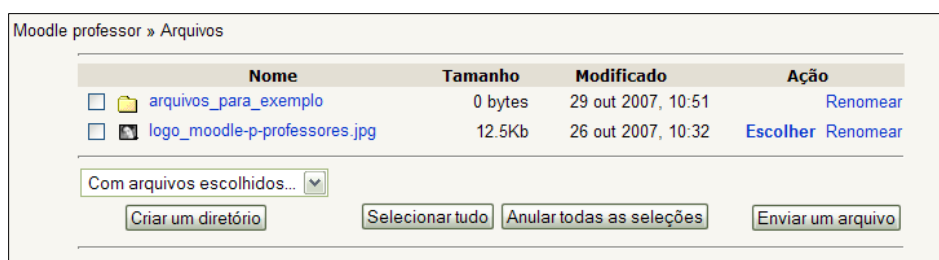 Moodle professor » Arquivos
Nome Tamanho Modificado Ação
arquivos_para_exemplo 0 bytes 29 out 2007, 10:51 Renomear
logo_moodle-p-professores.jpg 12.5Kb 26 out 2007, 10:32 Escolher Renomear
Com arquivos escolhidos...
Criar um diretório Selecionar tudo Anular todas as seleções Enviar um arquivo